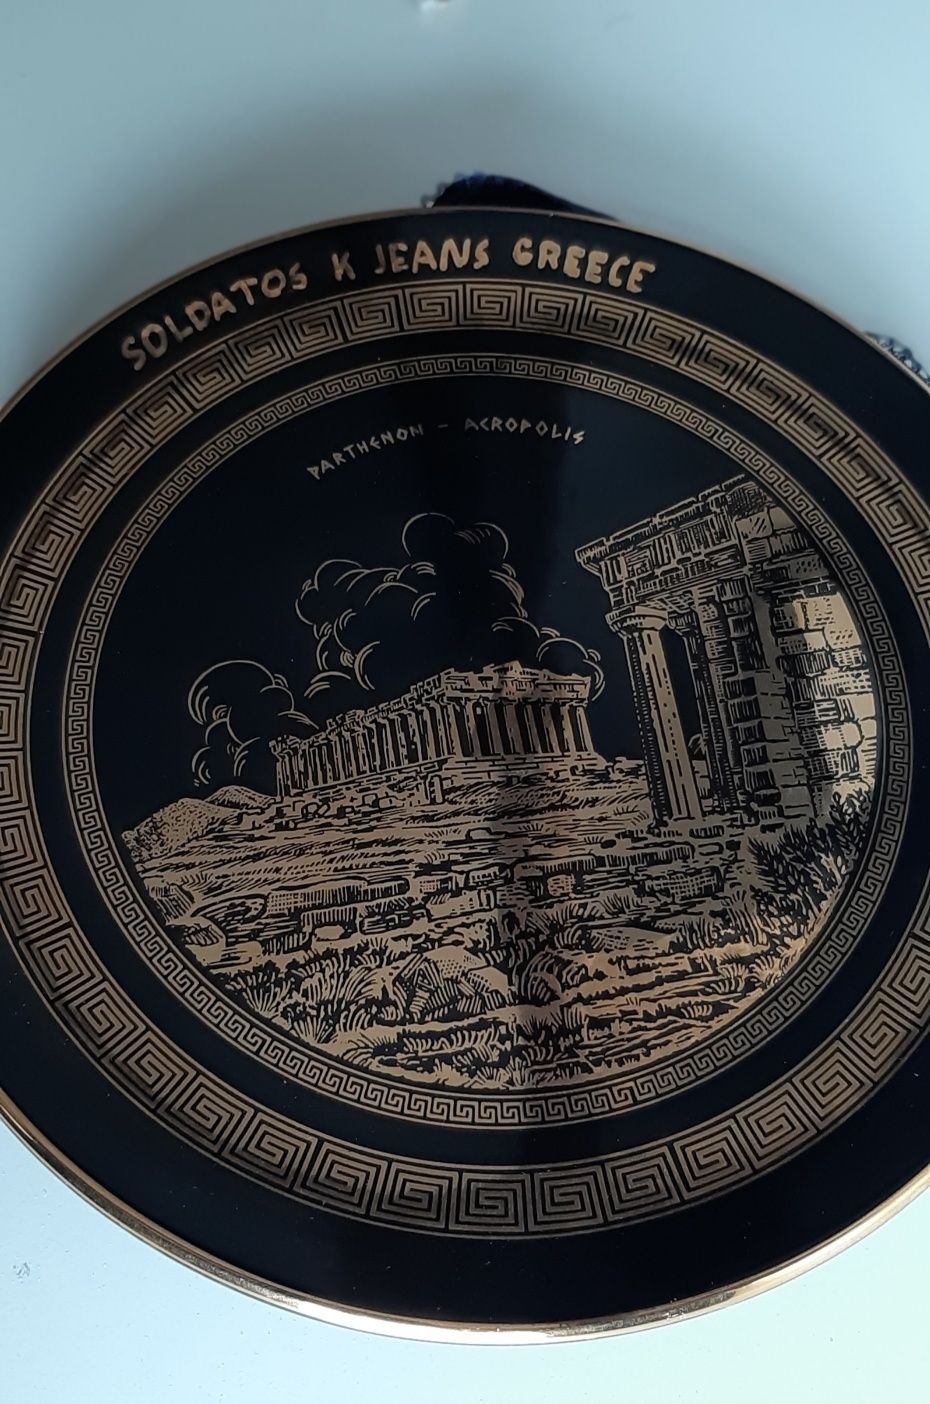 SOLDATOS K JEANS GREECE
PARTHENON - ACROPOLIS